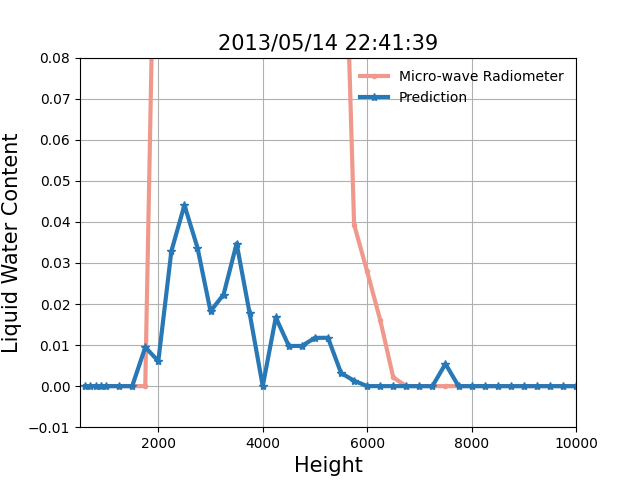 2013/05/14 22:41:39
Micro-wave Radiometer
Prediction
Liquid Water Content
0.08
0.07
0.06
0.05
0.04
0.03
0.02
0.01
0.00
−0.01
2000 4000 6000 8000 10000
Height